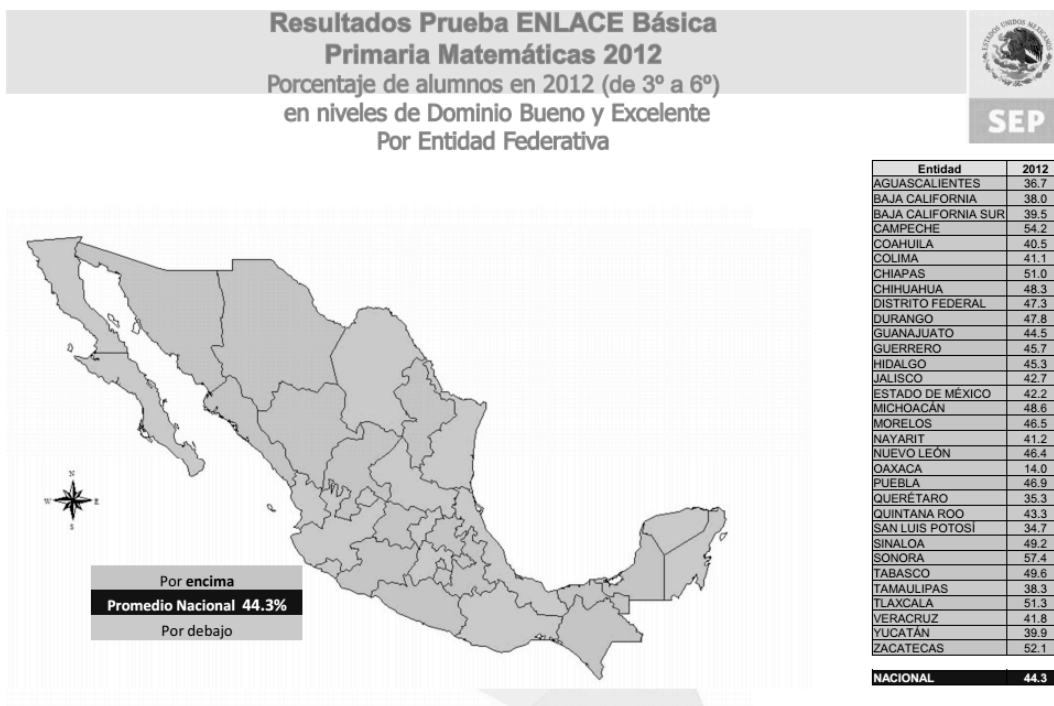 Resultados Prueba ENLACE Básica
Primaria Matemáticas 2012
Porcentaje de alumnos en 2012 (de 3º a 6º)
en niveles de Dominio Bueno y Excelente
Por Entidad Federativa
ESTADOS UNIDOS MEXICANOS
SEP
Entidad 2012
AGUASCALIENTES 36.7
BAJA CALIFORNIA 38.0
BAJA CALIFORNIA SUR 39.5
CAMPECHE 54.2
COAHUILA 40.5
COLIMA 41.1
CHIAPAS 51.0
CHIHUAHUA 48.3
DISTRITO FEDERAL 47.3
DURANGO 47.8
GUANAJUATO 44.5
GUERRERO 45.7
HIDALGO 45.3
JALISCO 42.7
ESTADO DE MÉXICO 42.2
MICHOACÁN 48.6
MORELOS 46.5
NAYARIT 41.2
NUEVO LEÓN 46.4
OAXACA 14.0
PUEBLA 46.9
QUERÉTARO 35.3
QUINTANA ROO 43.3
SAN LUIS POTOSÍ 34.7
SINALOA 49.2
SONORA 57.4
TABASCO 49.6
TAMAULIPAS 38.3
TLAXCALA 51.3
VERACRUZ 41.8
YUCATÁN 39.9
ZACATECAS 52.1
NACIONAL 44.3
N
W E
S
Por encima
Promedio Nacional 44.3%
Por debajo